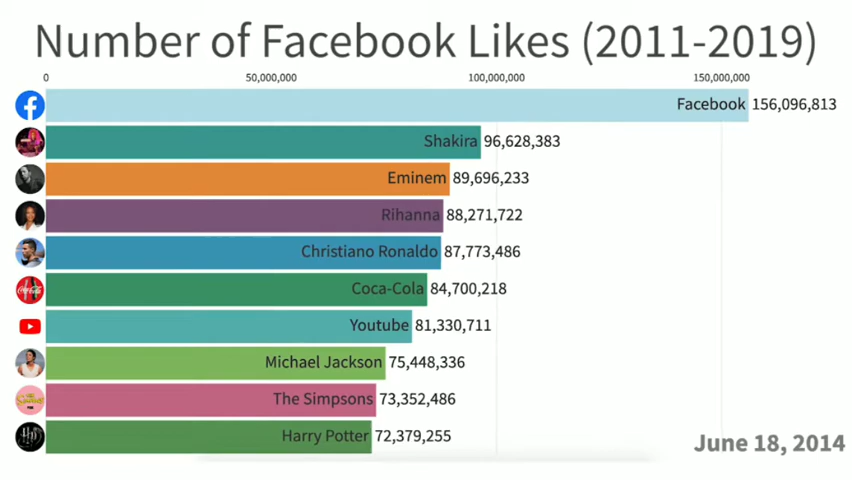 Number of Facebook Likes (2011-2019)
0 50,000,000 100,000,000 150,000,000
Facebook 156,096,813
Shakira 96,628,383
Eminem 89,696,233
Rihanna 88,271,722
Christiano Ronaldo 87,773,486
Coca-Cola 84,700,218
Youtube 81,330,711
Michael Jackson 75,448,336
The Simpsons 73,352,486
Harry Potter 72,379,255
June 18, 2014